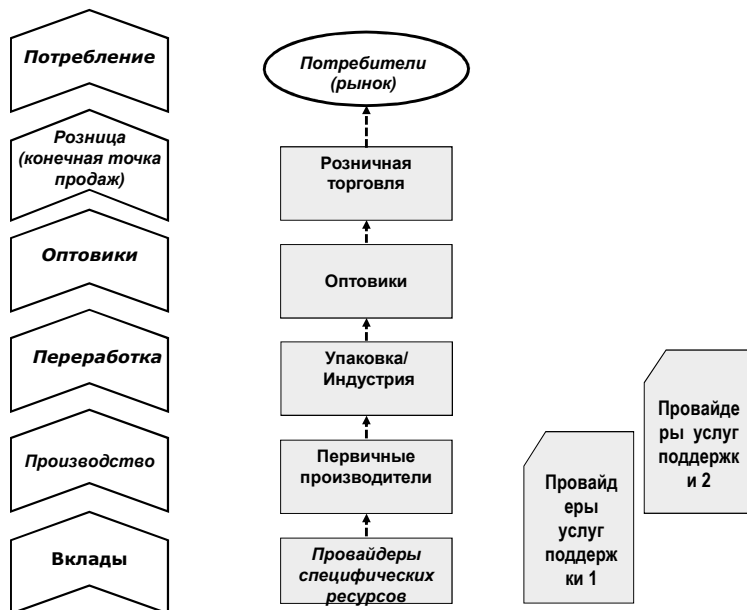 Потребление
Розница
(конечная точка
продаж)
Оптовики
Переработка
Производство
Вклады
Потребители
(рынок)
Розничная
торговля
Оптовики
Упаковка/
Индустрия
Первичные
производители
Провайдеры
специфических
ресурсов
Провайд
еры
услуг
поддерж
ки 1
Провайде
ры услуг
поддержк
и 2